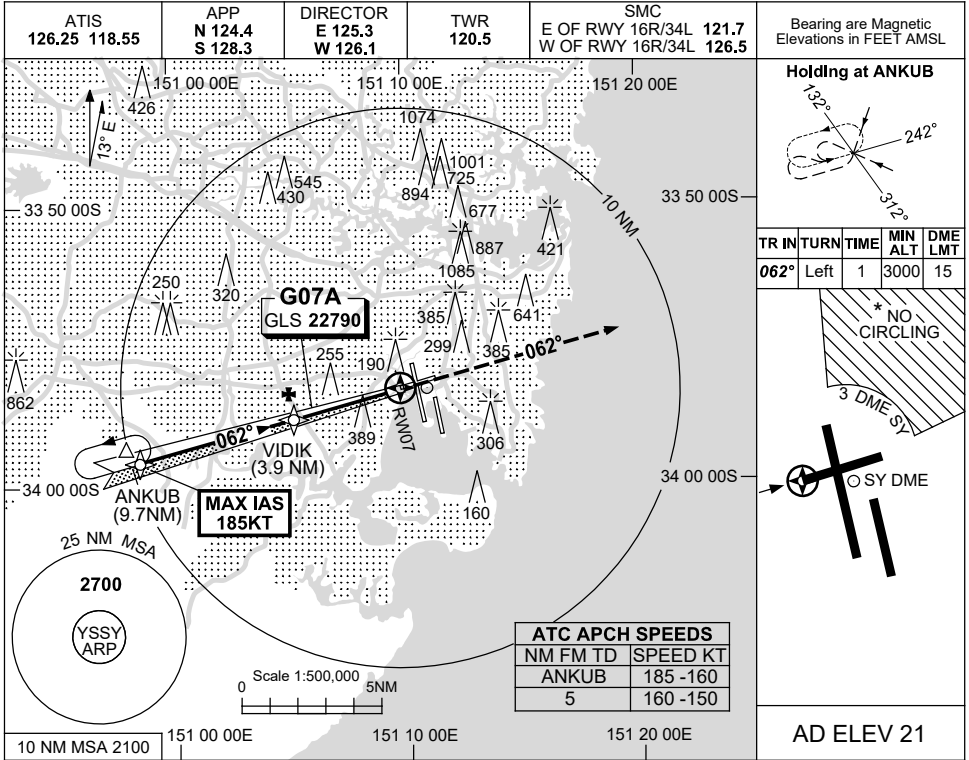 ATIS
126.25 118.55
APP
N 124.4
S 128.3
DIRECTOR
E 125.3
W 126.1
TWR
120.5
SMC
E OF RWY 16R/34L 121.7
W OF RWY 16R/34L 126.5
Bearing are Magnetic
Elevations in FEET AMSL
151 00 00E
151 10 00E
151 20 00E
426
13° E
1074
1001
725
894
545
430
677
33 50 00S
33 50 00S
10 NM
887
421
1085
320
250
G07A
GLS 22790
385
641
299
385
062°
255
190
862
389
RW07
306
062°
VIDIK
(3.9 NM)
34 00 00S
34 00 00S
ANKUB
(9.7NM)
MAX IAS
185KT
160
25 NM MSA
2700
YSSY
ARP
Scale 1:500,000
0
5NM
ATC APCH SPEEDS
NM FM TD SPEED KT
ANKUB 185 -160
5 160 -150
10 NM MSA 2100
151 00 00E
151 10 00E
151 20 00E
Holding at ANKUB
132°
242°
312°
TR IN TURN TIME MIN ALT DME LMT
062° Left 1 3000 15
* NO
CIRCLING
3 DME SY
SY DME
AD ELEV 21